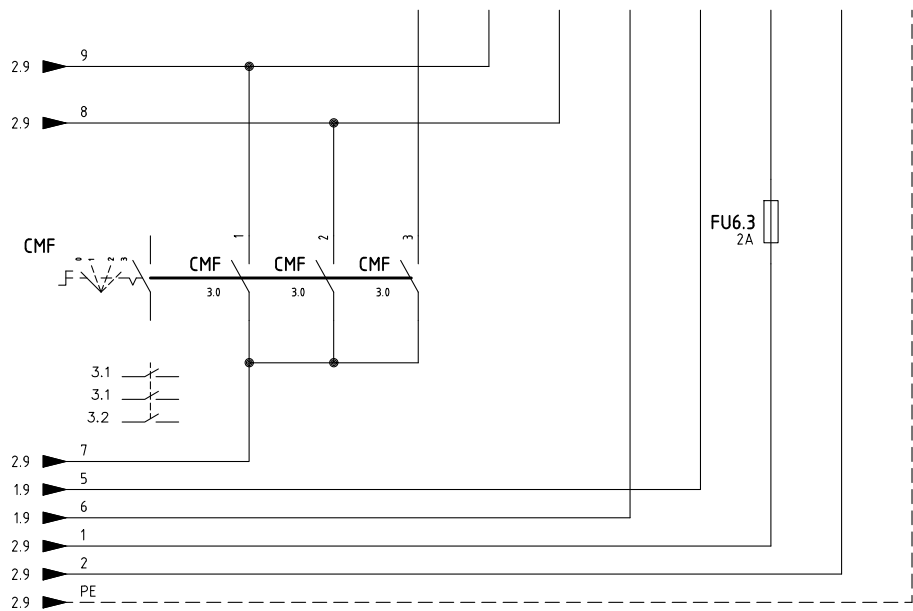 2.9 9
2.9 8
1 2 3
FU6.3
2A
CMF
0 1 2 3
CMF CMF CMF
3.0 3.0 3.0
3.1
3.1
3.2
2.9 7
1.9 5
1.9 6
2.9 1
2.9 2
2.9 PE